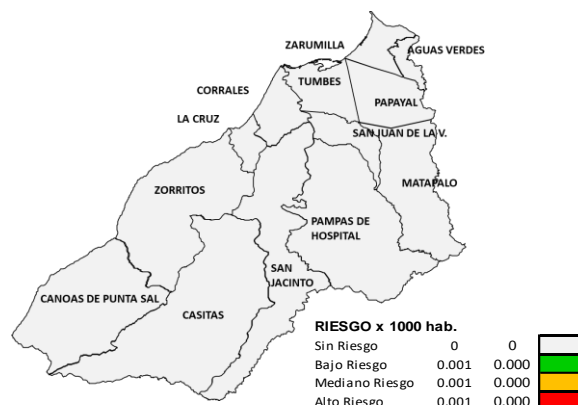 ZARUMILLA
AGUAS VERDES
TUMBES
CORRALES
PAPAYAL
LA CRUZ
SAN JUAN DE LA V.
ZORRITOS
MATAPALO
PAMPAS DE
HOSPITAL
SAN
JACINTO
CANOAS DE PUNTA SAL
CASITAS
RIESGO x 1000 hab.
Sin Riesgo 0 0
Bajo Riesgo 0.001 0.000
Mediano Riesgo 0.001 0.000
Alto Riesgo 0.001 0.000